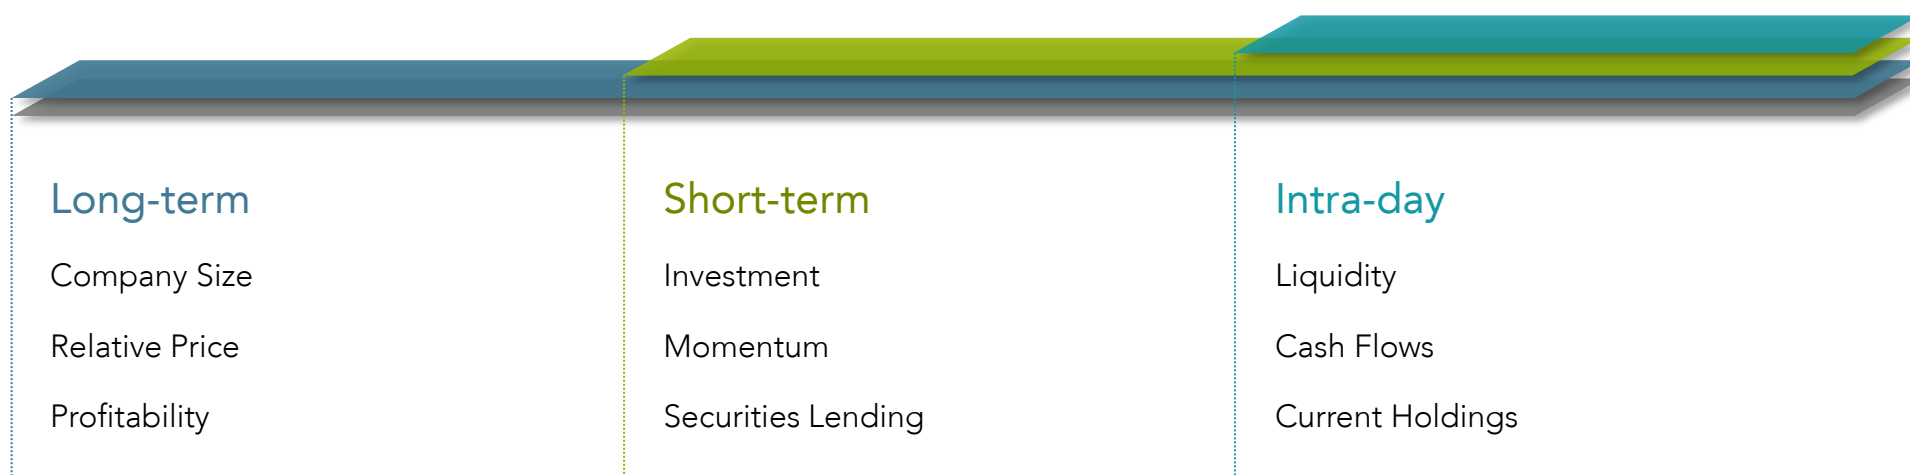 Long-term
Company Size
Relative Price
Profitability
Short-term
Investment
Momentum
Securities Lending
Intra-day
Liquidity
Cash Flows
Current Holdings